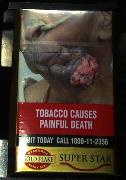 TOBACCO CAUSES
PAINFUL DEATH
QUIT TODAY CALL 1800-11-2356
GOLD FLAKE SUPER STAR